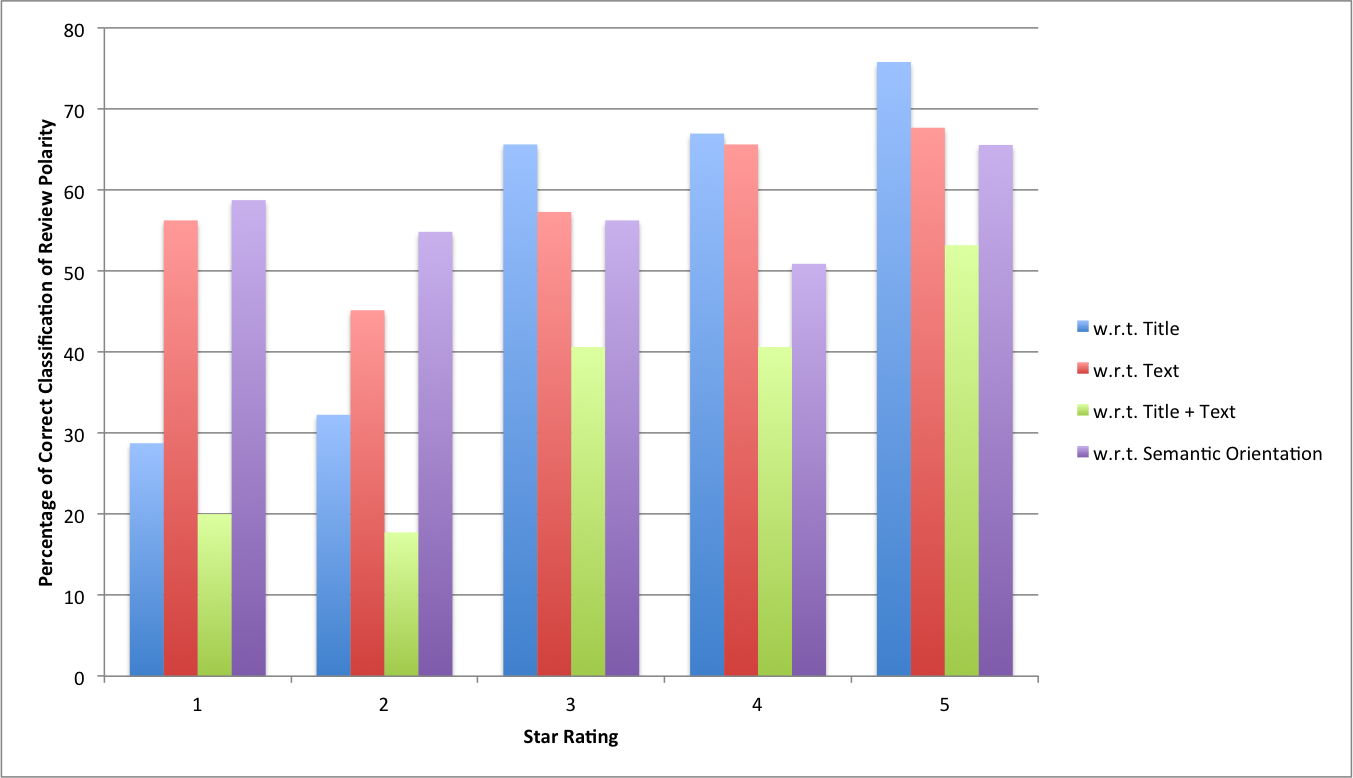 80
70
60
50
40
30
20
10
0
Percentage of Correct Classification of Review Polarity
1 2 3 4 5
Star Rating
w.r.t. Title
w.r.t. Text
w.r.t. Title + Text
w.r.t. Semantic Orientation